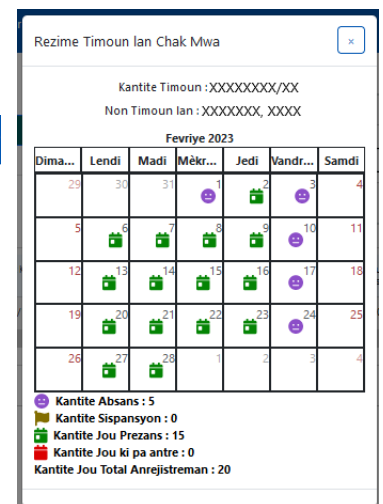 Rezime Timoun lan Chak Mwa
×
Kantite Timoun : XXXXXXXX/XX
Non Timoun lan : XXXXXXX, XXXX
Fevriye 2023
Dima... Lendi Madi Mèkr... Jedi Vandr... Samdi
29 30 31 1 2 3 4
5 6 7 8 9 10 11
12 13 14 15 16 17 18
19 20 21 22 23 24 25
26 27 28 1 2 3 4
Kantite Absans : 5
Kantite Sispansyon : 0
Kantite Jou Prezans : 15
Kantite Jou ki pa antre : 0
Kantite Jou Total Anrejistreman : 20